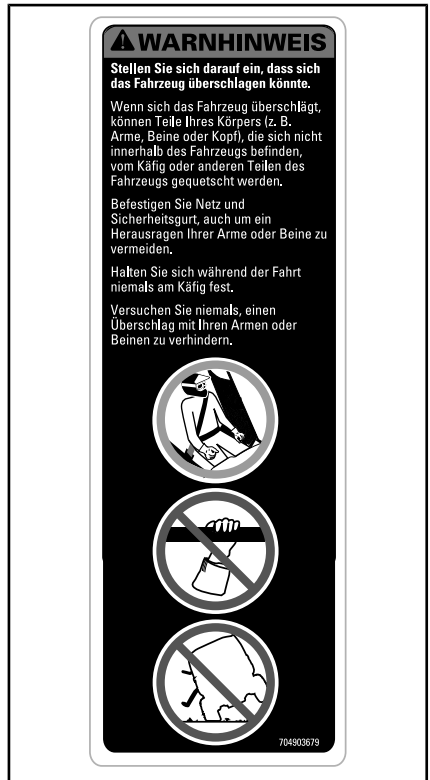 WARNHINWEIS
Stellen Sie sich darauf ein, dass sich
das Fahrzeug überschlagen könnte.
Wenn sich das Fahrzeug überschlägt,
können Teile Ihres Körpers (z. B.
Arme, Beine oder Kopf), die sich nicht
innerhalb des Fahrzeugs befinden,
vom Käfig oder anderen Teilen des
Fahrzeugs gequetscht werden.
Befestigen Sie Netz und
Sicherheitsgurt, auch um ein
Herausragen Ihrer Arme oder Beine zu
vermeiden.
Halten Sie sich während der Fahrt
niemals am Käfig fest.
Versuchen Sie niemals, einen
Überschlag mit Ihren Armen oder
Beinen zu verhindern.
704903679